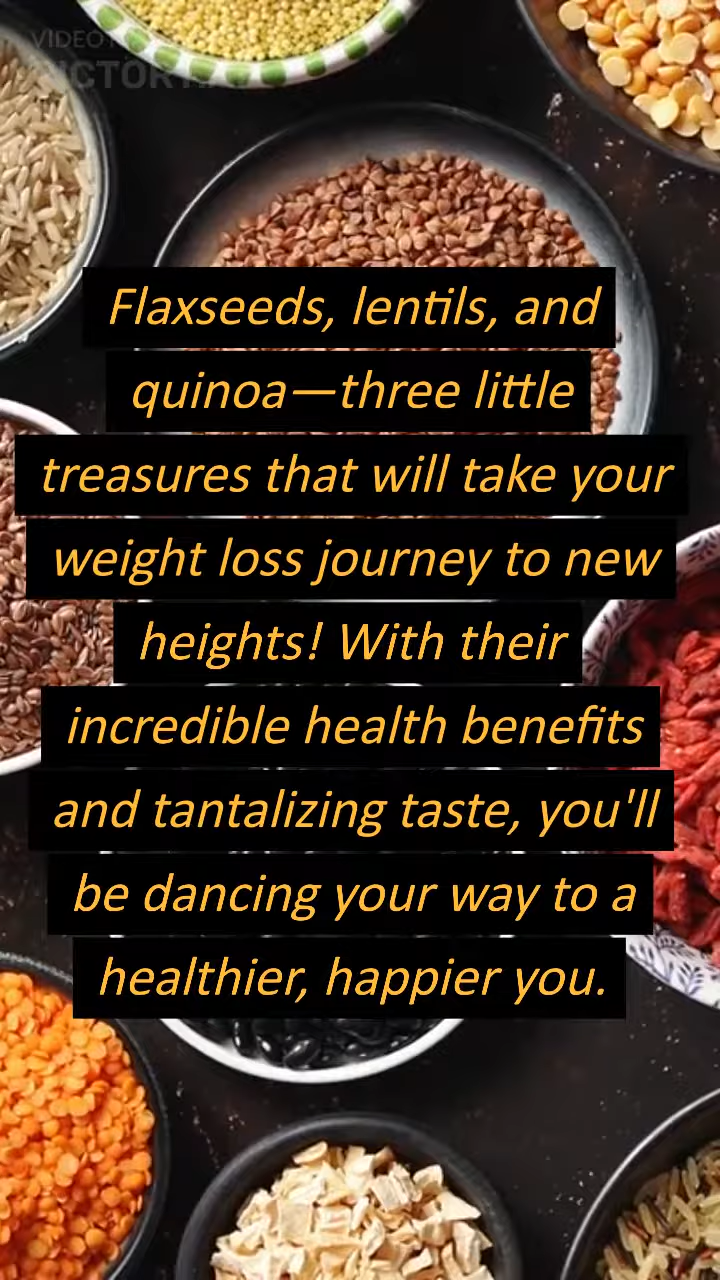 Flaxseeds, lentils, and
quinoa—three little
treasures that will take your
weight loss journey to new
heights! With their
incredible health benefits
and tantalizing taste, you'll
be dancing your way to a
healthier, happier you.